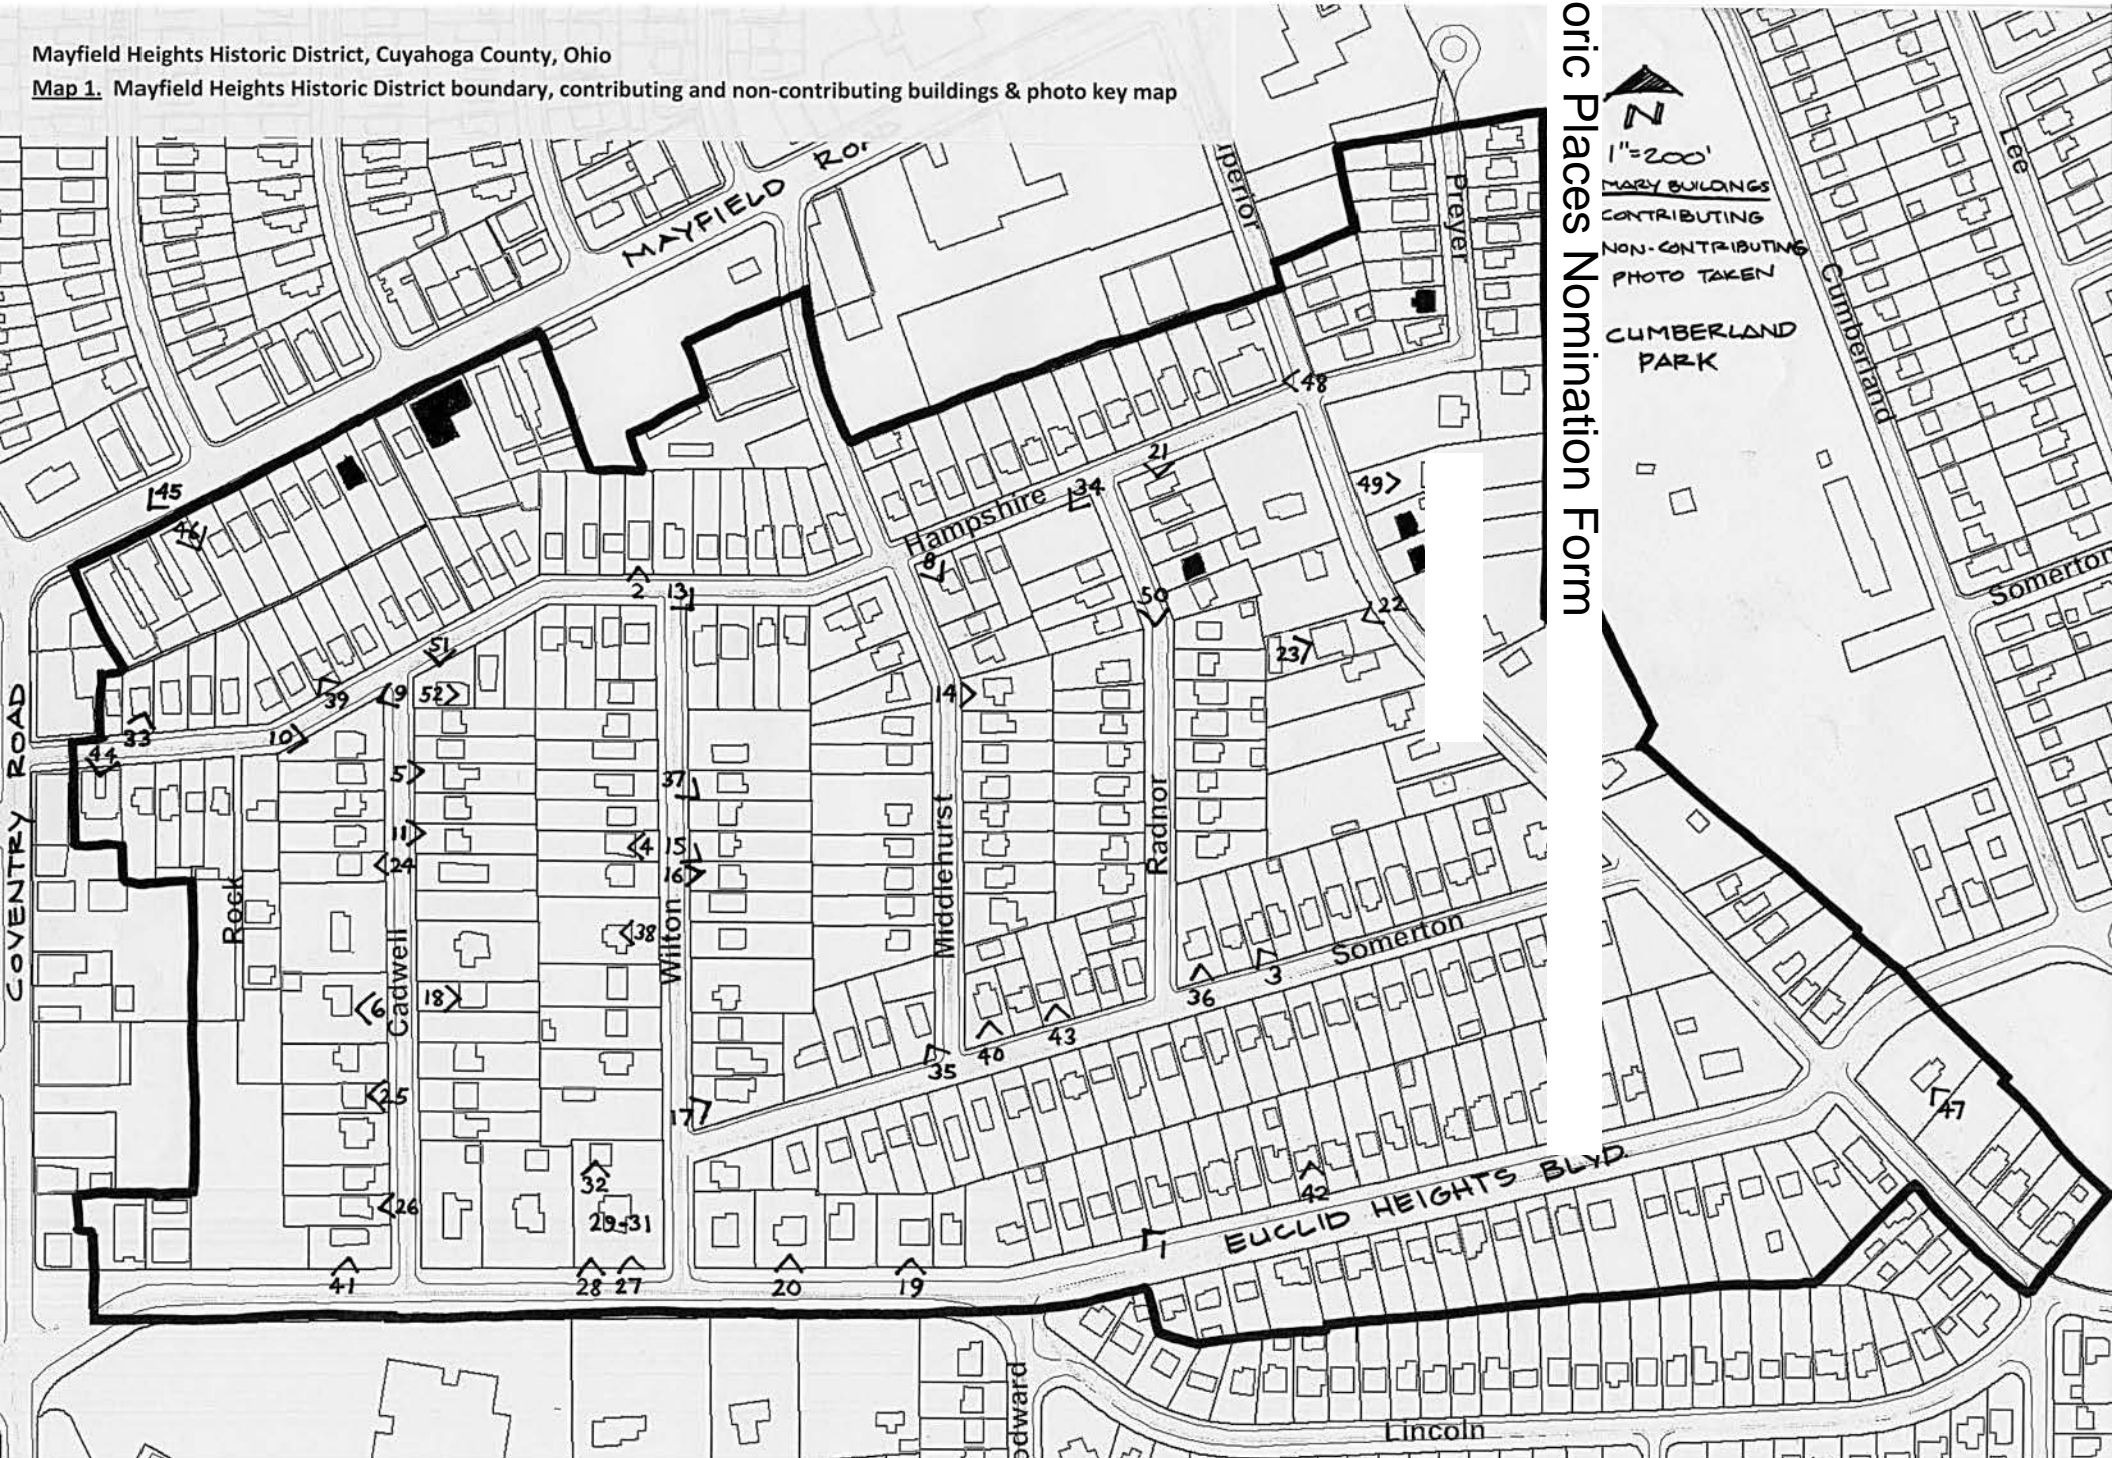 Mayfield Heights Historic District, Cuyahoga County, Ohio
Map 1. Mayfield Heights Historic District boundary, contributing and non-contributing buildings & photo key map
oric Places Nomination Form
N
1"=200'
MARY BUILDINGS
CONTRIBUTING
NON-CONTRIBUTING
PHOTO TAKEN
CUMBERLAND
PARK
Lee
Cumberland
Somerton
MAYFIELD RO
uperior
Preyer
48
45
46
21
34
49
Hampshire
8
2
13
50
22
23
51
9
52
39
14
33
10
44
COVENTRY ROAD
5
37
11
24
4
15
16
Rock
Cadwell
Wilton
Middlehurst
Radnor
38
Somerton
6
18
36
3
40
43
35
25
17
47
32
29-31
26
42
EUCLID HEIGHTS BLVD.
1
41
28
27
20
19
odward
Lincoln